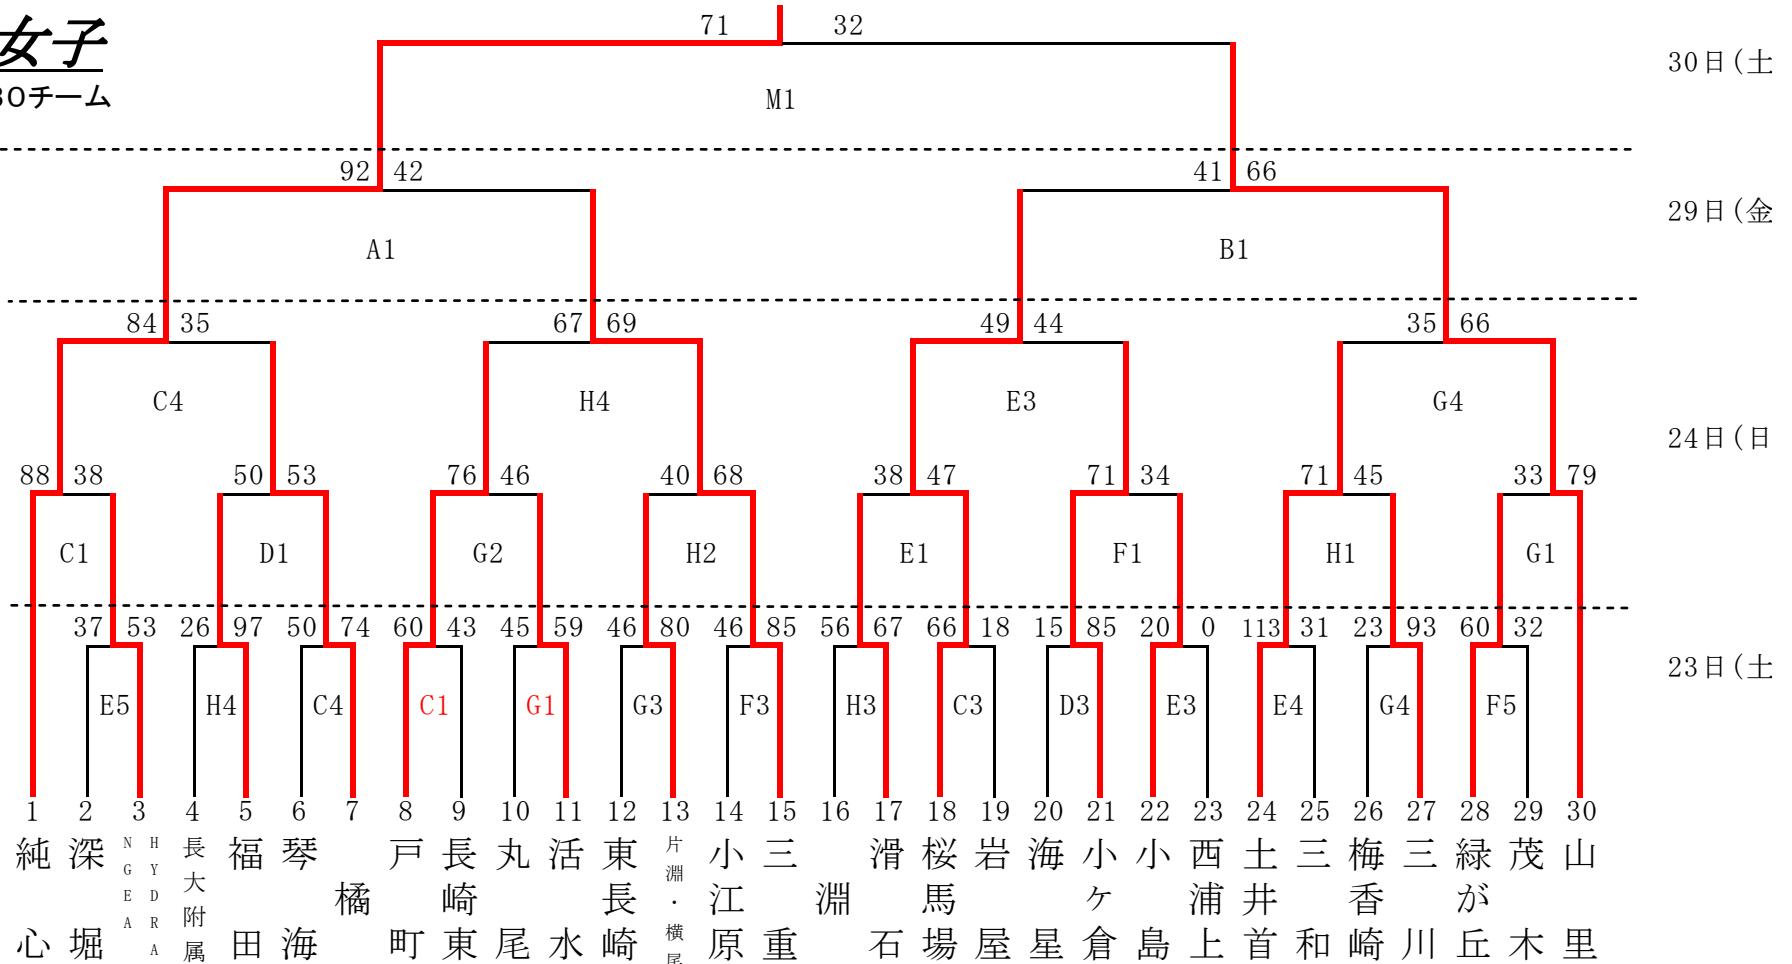 女子
30チーム
71 32
30日(土
M1
92 42 41 66
29日(金
A1 B1
84 35 67 69 49 44 35 66
C4 H4 E3 G4
24日(日
88 38 50 53 76 46 40 68 38 47 71 34 71 45 33 79
C1 D1 G2 H2 E1 F1 H1 G1
37 53 26 97 50 74 60 43 45 59 46 80 46 85 56 67 66 18 15 85 20 0 113 31 23 93 60 32
23日(土
E5 H4 C4 C1 G1 G3 F3 H3 C3 D3 E3 E4 G4 F5
1 2 3 4 5 6 7 8 9 10 11 12 13 14 15 16 17 18 19 20 21 22 23 24 25 26 27 28 29 30
純心
深堀
HYDRA
NGEA
長大附属
福田
琴海
橘
戸町
長崎東
丸尾
活水
東長崎
片淵・横尾
小江原
三重
淵
滑石
桜馬場
岩屋
海星
小ケ倉
小島
西浦上
土井首
三和
梅香崎
三川
緑が丘
茂木
山里